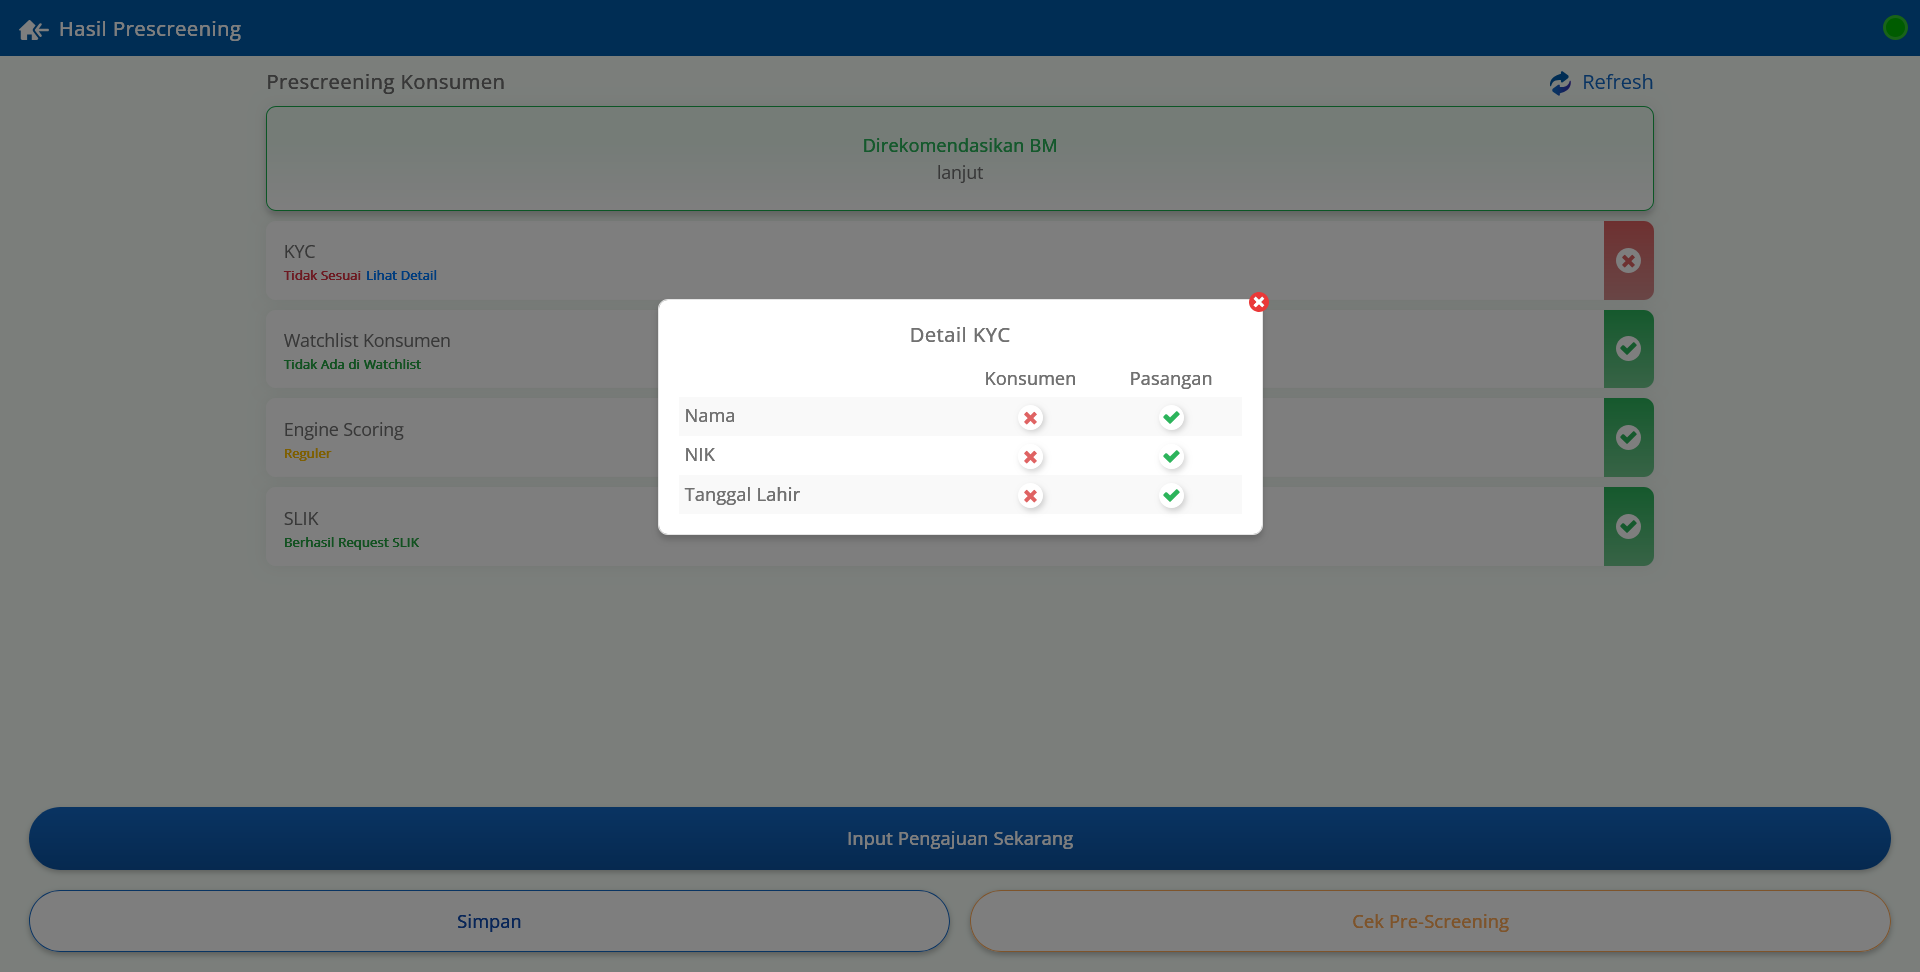 Hasil Prescreening
Prescreening Konsumen
Refresh
Direkomendasikan BM
lanjut
KYC
Tidak Sesuai Lihat Detail
Watchlist Konsumen
Tidak Ada di Watchlist
Engine Scoring
Reguler
SLIK
Berhasil Request SLIK
Detail KYC
Konsumen Pasangan
Nama
NIK
Tanggal Lahir
Input Pengajuan Sekarang
Simpan
Cek Pre-Screening